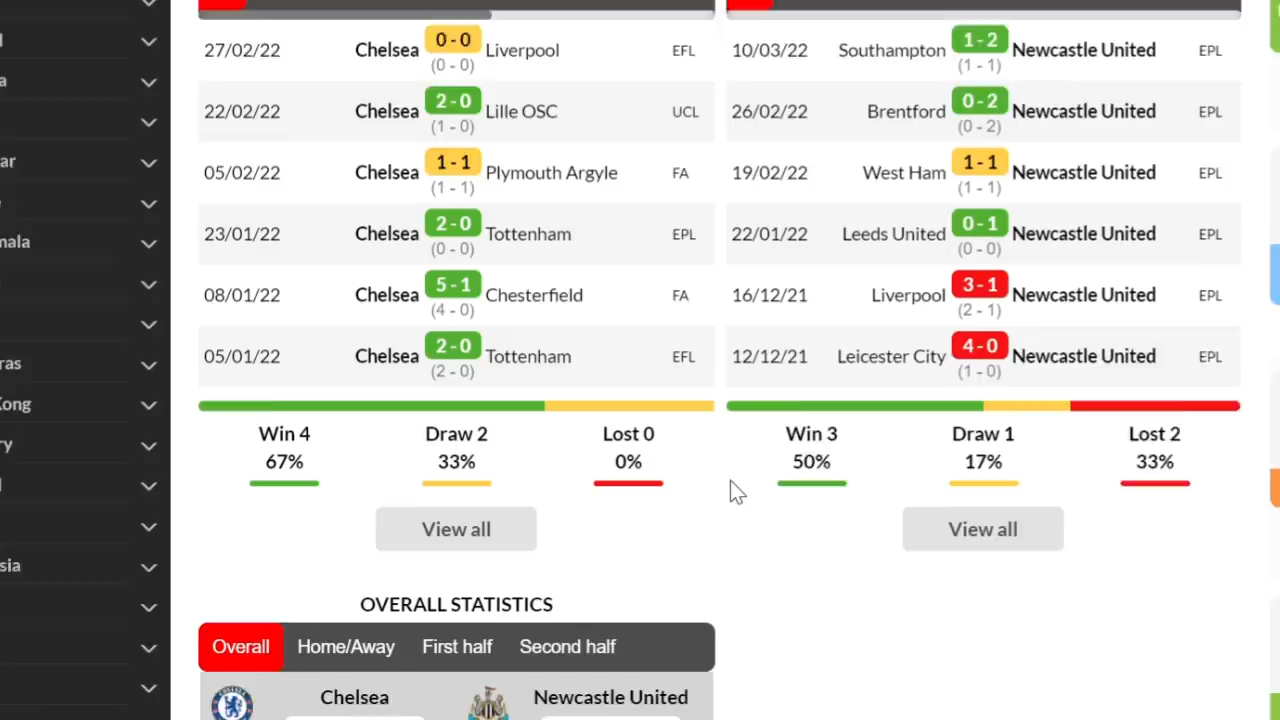 27/02/22 Chelsea 0 - 0 (0 - 0) Liverpool EFL
22/02/22 Chelsea 2 - 0 (1 - 0) Lille OSC UCL
05/02/22 Chelsea 1 - 1 (1 - 1) Plymouth Argyle FA
23/01/22 Chelsea 2 - 0 (0 - 0) Tottenham EPL
08/01/22 Chelsea 5 - 1 (4 - 0) Chesterfield FA
05/01/22 Chelsea 2 - 0 (2 - 0) Tottenham EFL
Win 4 Draw 2 Lost 0
67% 33% 0%
View all
10/03/22 Southampton 1 - 2 (1 - 1) Newcastle United EPL
26/02/22 Brentford 0 - 2 (0 - 2) Newcastle United EPL
19/02/22 West Ham 1 - 1 (1 - 1) Newcastle United EPL
22/01/22 Leeds United 0 - 1 (0 - 0) Newcastle United EPL
16/12/21 Liverpool 3 - 1 (2 - 1) Newcastle United EPL
12/12/21 Leicester City 4 - 0 (1 - 0) Newcastle United EPL
Win 3 Draw 1 Lost 2
50% 17% 33%
View all
OVERALL STATISTICS
Overall Home/Away First half Second half
Chelsea Newcastle United